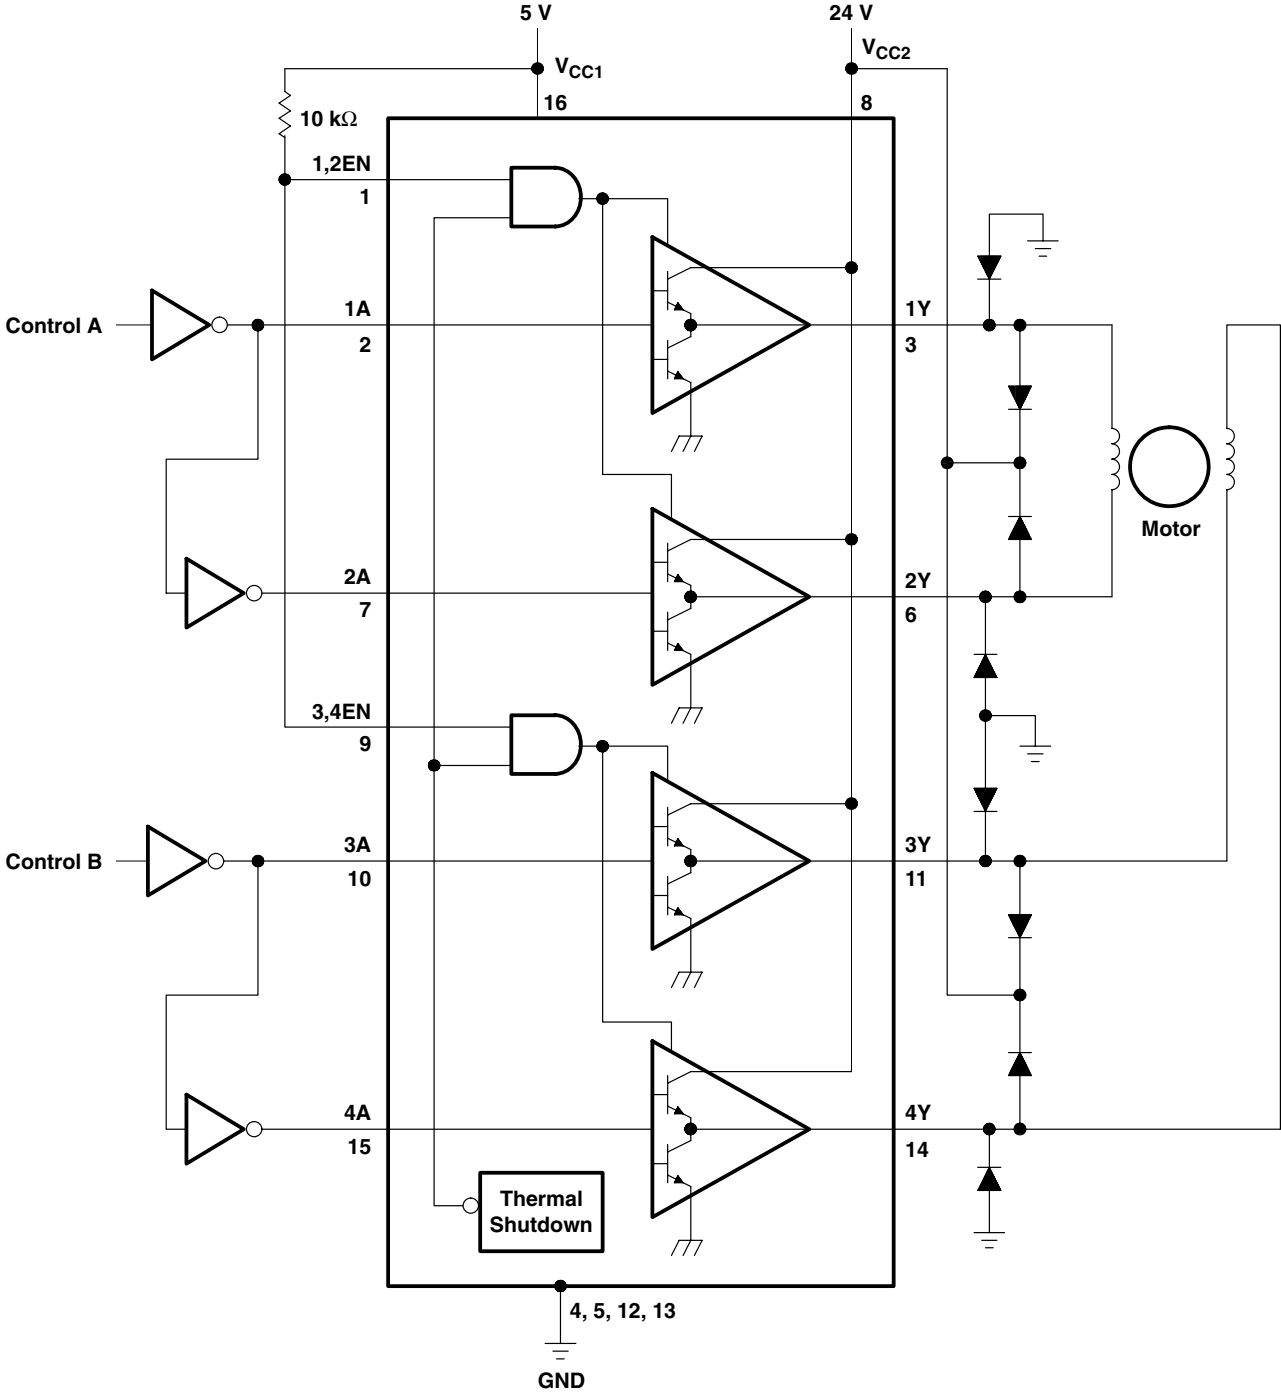 5 V
24 V
VCC1
VCC2
16
8
10 kΩ
1,2EN
1
Control A
1A
2
1Y
3
Motor
2A
7
2Y
6
3,4EN
9
Control B
3A
10
3Y
11
4A
15
4Y
14
Thermal
Shutdown
4, 5, 12, 13
GND